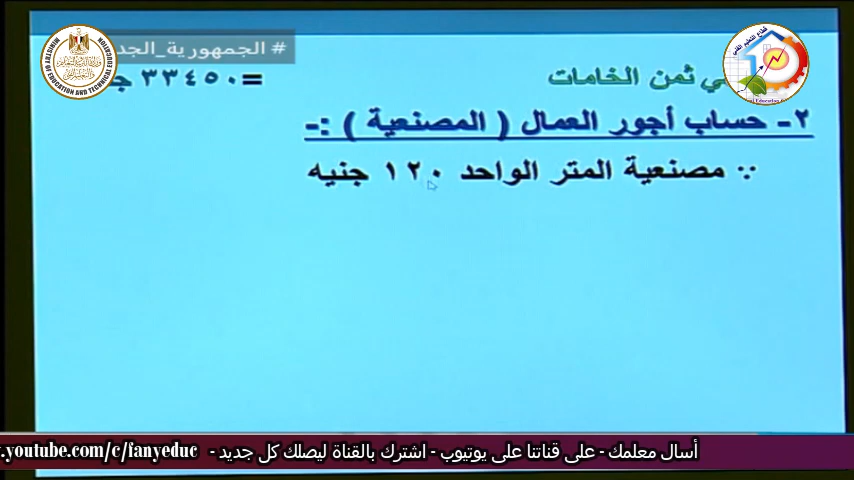 # الجمهورية_الجد
ثمن الخامات =٣٣٤٥٠
٢- حساب أجور العمال ( المصنعية ) :-
∵ مصنعية المتر الواحد ١٢٠ جنيه
أسال معلمك - على قناتنا على يوتيوب - اشترك بالقناة ليصلك كل جديد - .youtube.com/c/fanyeduc